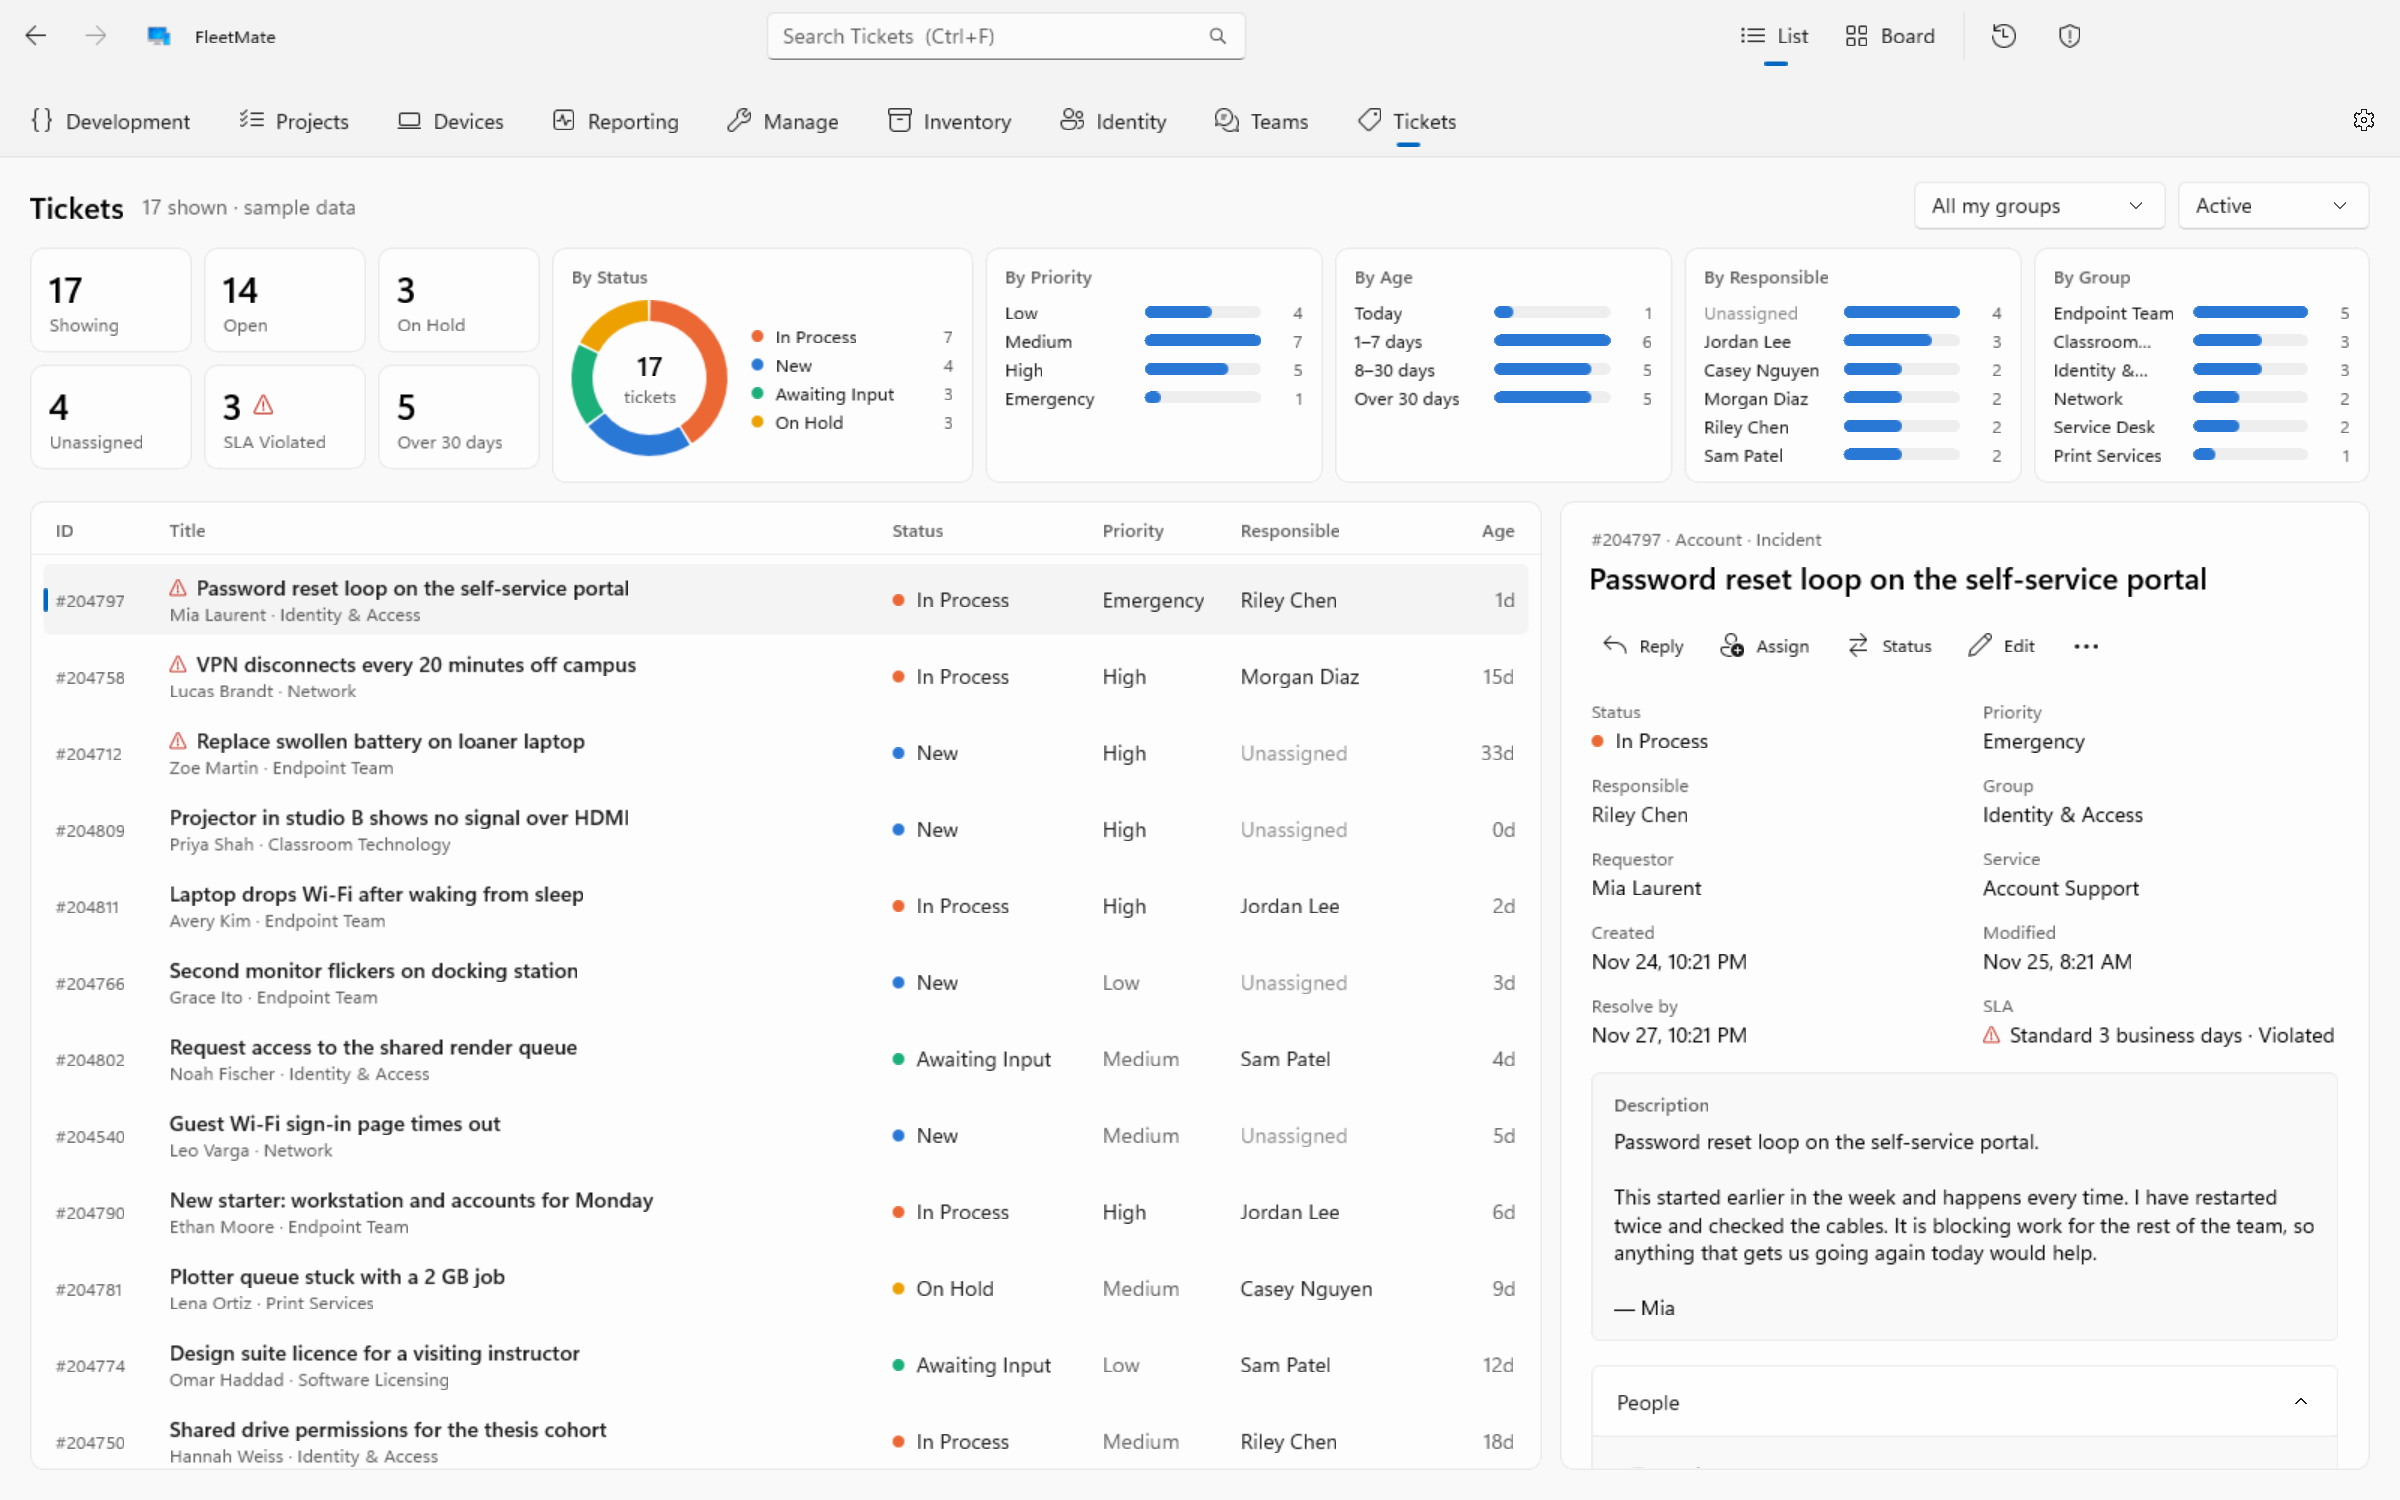 FleetMate
Search Tickets (Ctrl+F)
List
Board
Development
Projects
Devices
Reporting
Manage
Inventory
Identity
Teams
Tickets
Tickets
17 shown · sample data
All my groups
Active
17
Showing
14
Open
3
On Hold
4
Unassigned
3
SLA Violated
5
Over 30 days
By Status
17
tickets
In Process 7
New 4
Awaiting Input 3
On Hold 3
By Priority
Low 4
Medium 7
High 5
Emergency 1
By Age
Today 1
1–7 days 6
8–30 days 5
Over 30 days 5
By Responsible
Unassigned 4
Jordan Lee 3
Casey Nguyen 2
Morgan Diaz 2
Riley Chen 2
Sam Patel 2
By Group
Endpoint Team 5
Classroom... 3
Identity &... 3
Network 2
Service Desk 2
Print Services 1
ID Title Status Priority Responsible Age
#204797 Password reset loop on the self-service portal In Process Emergency Riley Chen 1d
Mia Laurent · Identity & Access
#204758 VPN disconnects every 20 minutes off campus In Process High Morgan Diaz 15d
Lucas Brandt · Network
#204712 Replace swollen battery on loaner laptop New High Unassigned 33d
Zoe Martin · Endpoint Team
#204809 Projector in studio B shows no signal over HDMI New High Unassigned 0d
Priya Shah · Classroom Technology
#204811 Laptop drops Wi-Fi after waking from sleep In Process High Jordan Lee 2d
Avery Kim · Endpoint Team
#204766 Second monitor flickers on docking station New Low Unassigned 3d
Grace Ito · Endpoint Team
#204802 Request access to the shared render queue Awaiting Input Medium Sam Patel 4d
Noah Fischer · Identity & Access
#204540 Guest Wi-Fi sign-in page times out New Medium Unassigned 5d
Leo Varga · Network
#204790 New starter: workstation and accounts for Monday In Process High Jordan Lee 6d
Ethan Moore · Endpoint Team
#204781 Plotter queue stuck with a 2 GB job On Hold Medium Casey Nguyen 9d
Lena Ortiz · Print Services
#204774 Design suite licence for a visiting instructor Awaiting Input Low Sam Patel 12d
Omar Haddad · Software Licensing
#204750 Shared drive permissions for the thesis cohort In Process Medium Riley Chen 18d
Hannah Weiss · Identity & Access
#204797 · Account · Incident
Password reset loop on the self-service portal
Reply
Assign
Status
Edit
Status
In Process
Priority
Emergency
Responsible
Riley Chen
Group
Identity & Access
Requestor
Mia Laurent
Service
Account Support
Created
Nov 24, 10:21 PM
Modified
Nov 25, 8:21 AM
Resolve by
Nov 27, 10:21 PM
SLA
Standard 3 business days · Violated
Description
Password reset loop on the self-service portal.
This started earlier in the week and happens every time. I have restarted
twice and checked the cables. It is blocking work for the rest of the team, so
anything that gets us going again today would help.
— Mia
People